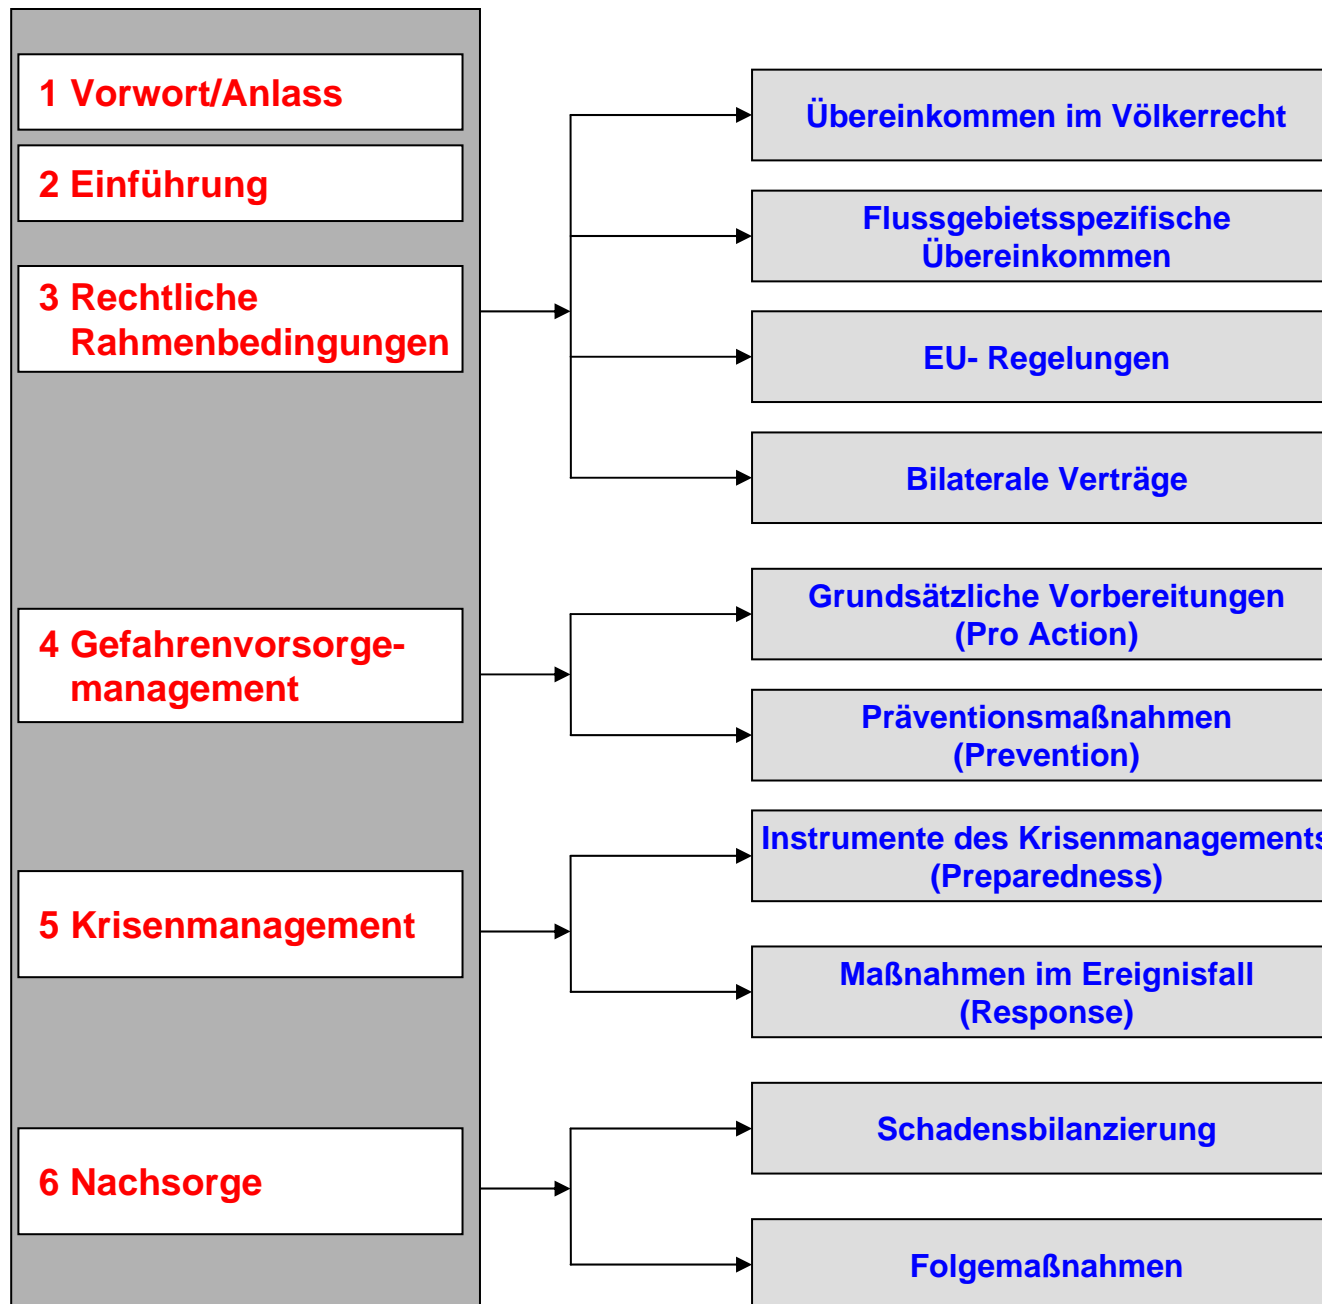 1 Vorwort/Anlass
2 Einführung
3 Rechtliche
Rahmenbedingungen
Übereinkommen im Völkerrecht
Flussgebietsspezifische
Übereinkommen
EU- Regelungen
Bilaterale Verträge
4 Gefahrenvorsorge-
management
Grundsätzliche Vorbereitungen
(Pro Action)
Präventionsmaßnahmen
(Prevention)
5 Krisenmanagement
Instrumente des Krisenmanagements
(Preparedness)
Maßnahmen im Ereignisfall
(Response)
6 Nachsorge
Schadensbilanzierung
Folgemaßnahmen